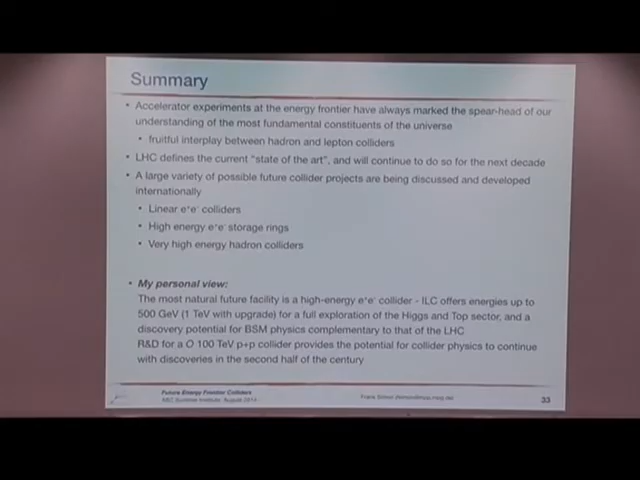 Summary
• Accelerator experiments at the energy frontier have always marked the spear-head of our
understanding of the most fundamental constituents of the universe
• fruitful interplay between hadron and lepton colliders
• LHC defines the current "state of the art", and will continue to do so for the next decade
• A large variety of possible future collider projects are being discussed and developed
internationally
• Linear e⁺e⁻ colliders
• High energy e⁺e⁻ storage rings
• Very high energy hadron colliders
• My personal view:
The most natural future facility is a high-energy e⁺e⁻ collider - ILC offers energies up to
500 GeV (1 TeV with upgrade) for a full exploration of the Higgs and Top sector, and a
discovery potential for BSM physics complementary to that of the LHC
R&D for a O 100 TeV p+p collider provides the potential for collider physics to continue
with discoveries in the second half of the century
Future Energy Frontier Colliders
Summer Institute, August
Frank
33